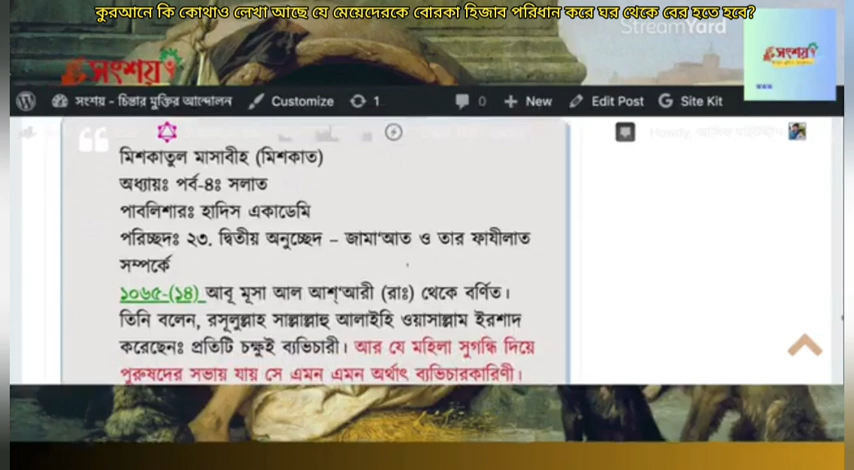 কুরআনে কি কোথাও লেখা আছে যে মেয়েদেরকে বোরকা হিজাব পরিধান করে ঘর থেকে বের হতে হবে?
StreamYard
সংশয়
সংশয়
সংশয় - চিন্তার মুক্তির আন্দোলন Customize 1 0 New Edit Post Site Kit
Howdy,
মিশকাতুল মাসাবীহ (মিশকাত)
অধ্যায়ঃ পর্ব-৪ঃ সলাত
পাবলিশারঃ হাদিস একাডেমি
পরিচ্ছদঃ ২৩. দ্বিতীয় অনুচ্ছেদ – জামা‘আত ও তার ফাযীলাত
সম্পর্কে
১০৬৫-(১৪) আবূ মূসা আল আশ্‘আরী (রাঃ) থেকে বর্ণিত।
তিনি বলেন, রসূলুল্লাহ সাল্লাল্লাহু আলাইহি ওয়াসাল্লাম ইরশাদ
করেছেনঃ প্রতিটি চক্ষুই ব্যভিচারী। আর যে মহিলা সুগন্ধি দিয়ে
পুরুষদের সভায় যায় সে এমন এমন অর্থাৎ ব্যভিচারকারিণী।